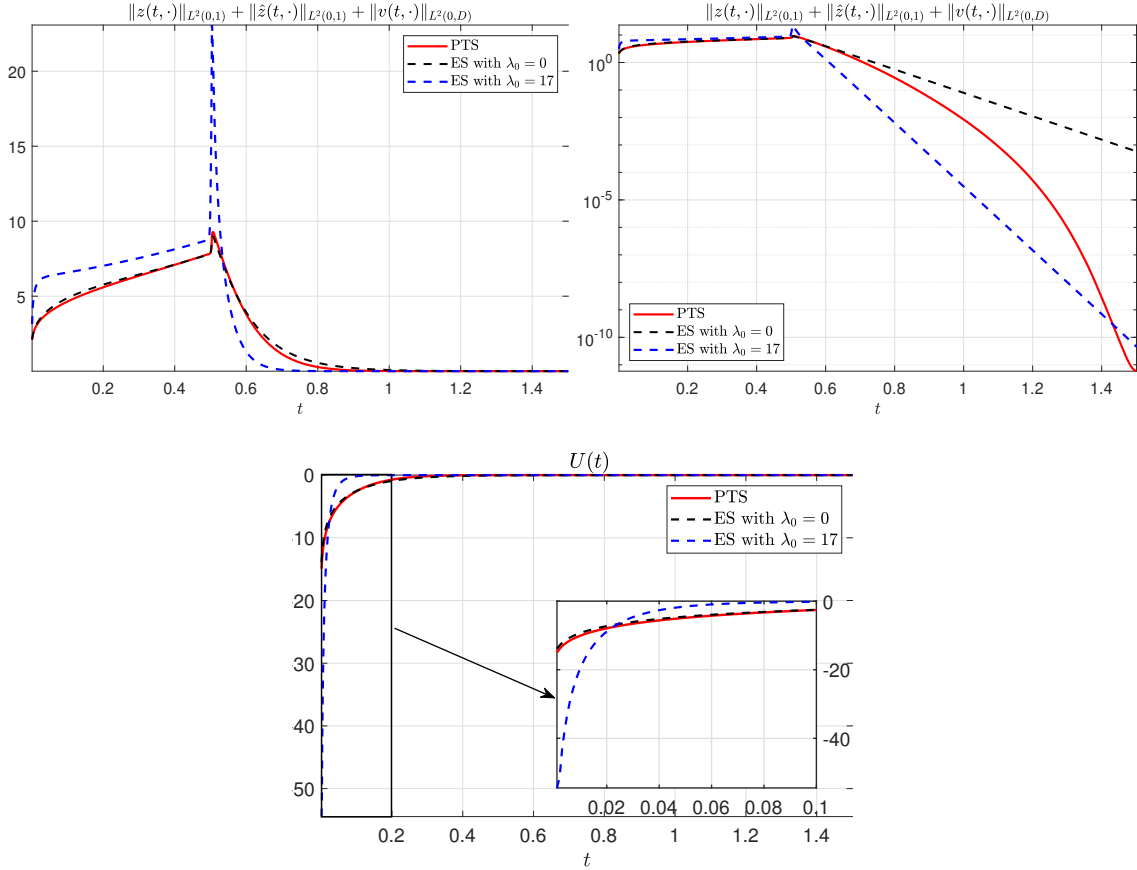 ‖z(t,·)‖_{L²(0,1)} + ‖ẑ(t,·)‖_{L²(0,1)} + ‖v(t,·)‖_{L²(0,D)}
20
15
10
5
0.2 0.4 0.6 0.8 1 1.2 1.4
t
PTS
ES with λ₀ = 0
ES with λ₀ = 17
‖z(t,·)‖_{L²(0,1)} + ‖ẑ(t,·)‖_{L²(0,1)} + ‖v(t,·)‖_{L²(0,D)}
10⁰
10⁻⁵
10⁻¹⁰
0.2 0.4 0.6 0.8 1 1.2 1.4
t
PTS
ES with λ₀ = 0
ES with λ₀ = 17
U(t)
0
-10
-20
-30
-40
-50
0.2 0.4 0.6 0.8 1 1.2 1.4
t
PTS
ES with λ₀ = 0
ES with λ₀ = 17
0
-20
-40
0.02 0.04 0.06 0.08 0.1